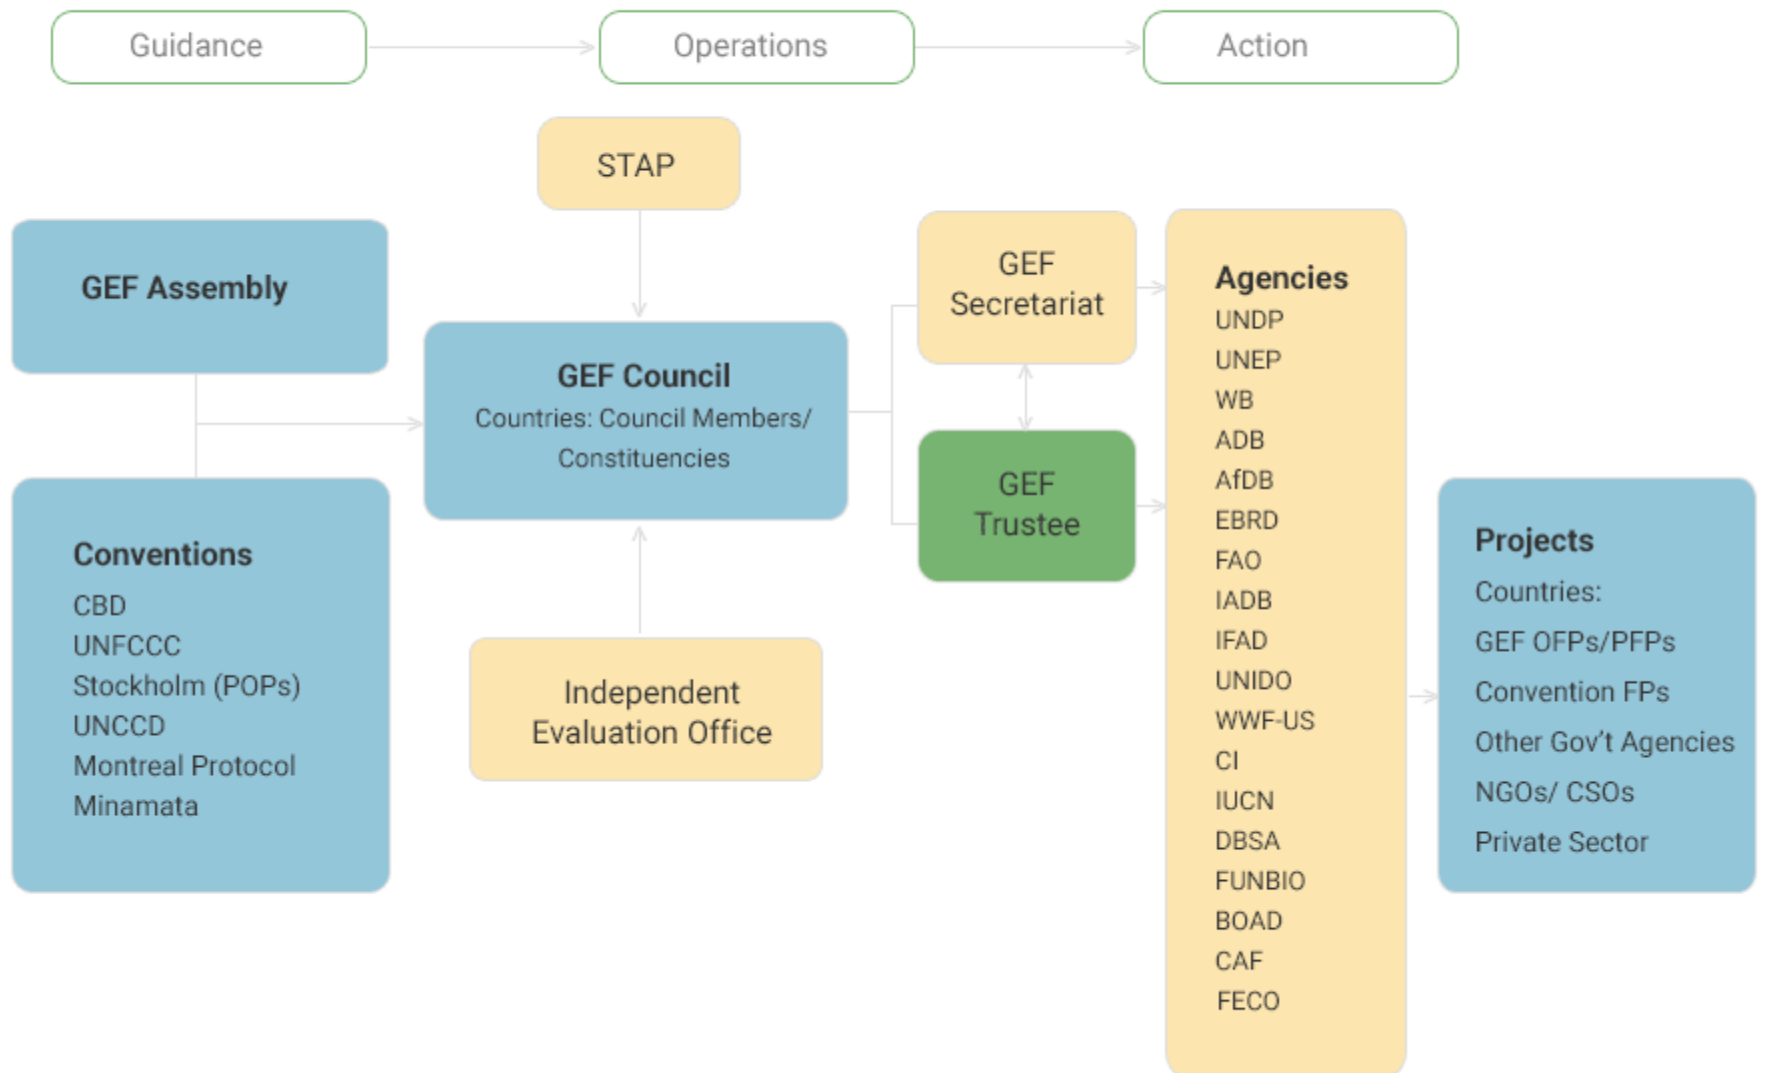 Guidance
Operations
Action
STAP
GEF Assembly
Conventions
CBD
UNFCCC
Stockholm (POPs)
UNCCD
Montreal Protocol
Minamata
GEF Council
Countries: Council Members/
Constituencies
Independent
Evaluation Office
GEF
Secretariat
GEF
Trustee
Agencies
UNDP
UNEP
WB
ADB
AfDB
EBRD
FAO
IADB
IFAD
UNIDO
WWF-US
CI
IUCN
DBSA
FUNBIO
BOAD
CAF
FECO
Projects
Countries:
GEF OFPs/PFPs
Convention FPs
Other Gov’t Agencies
NGOs/ CSOs
Private Sector